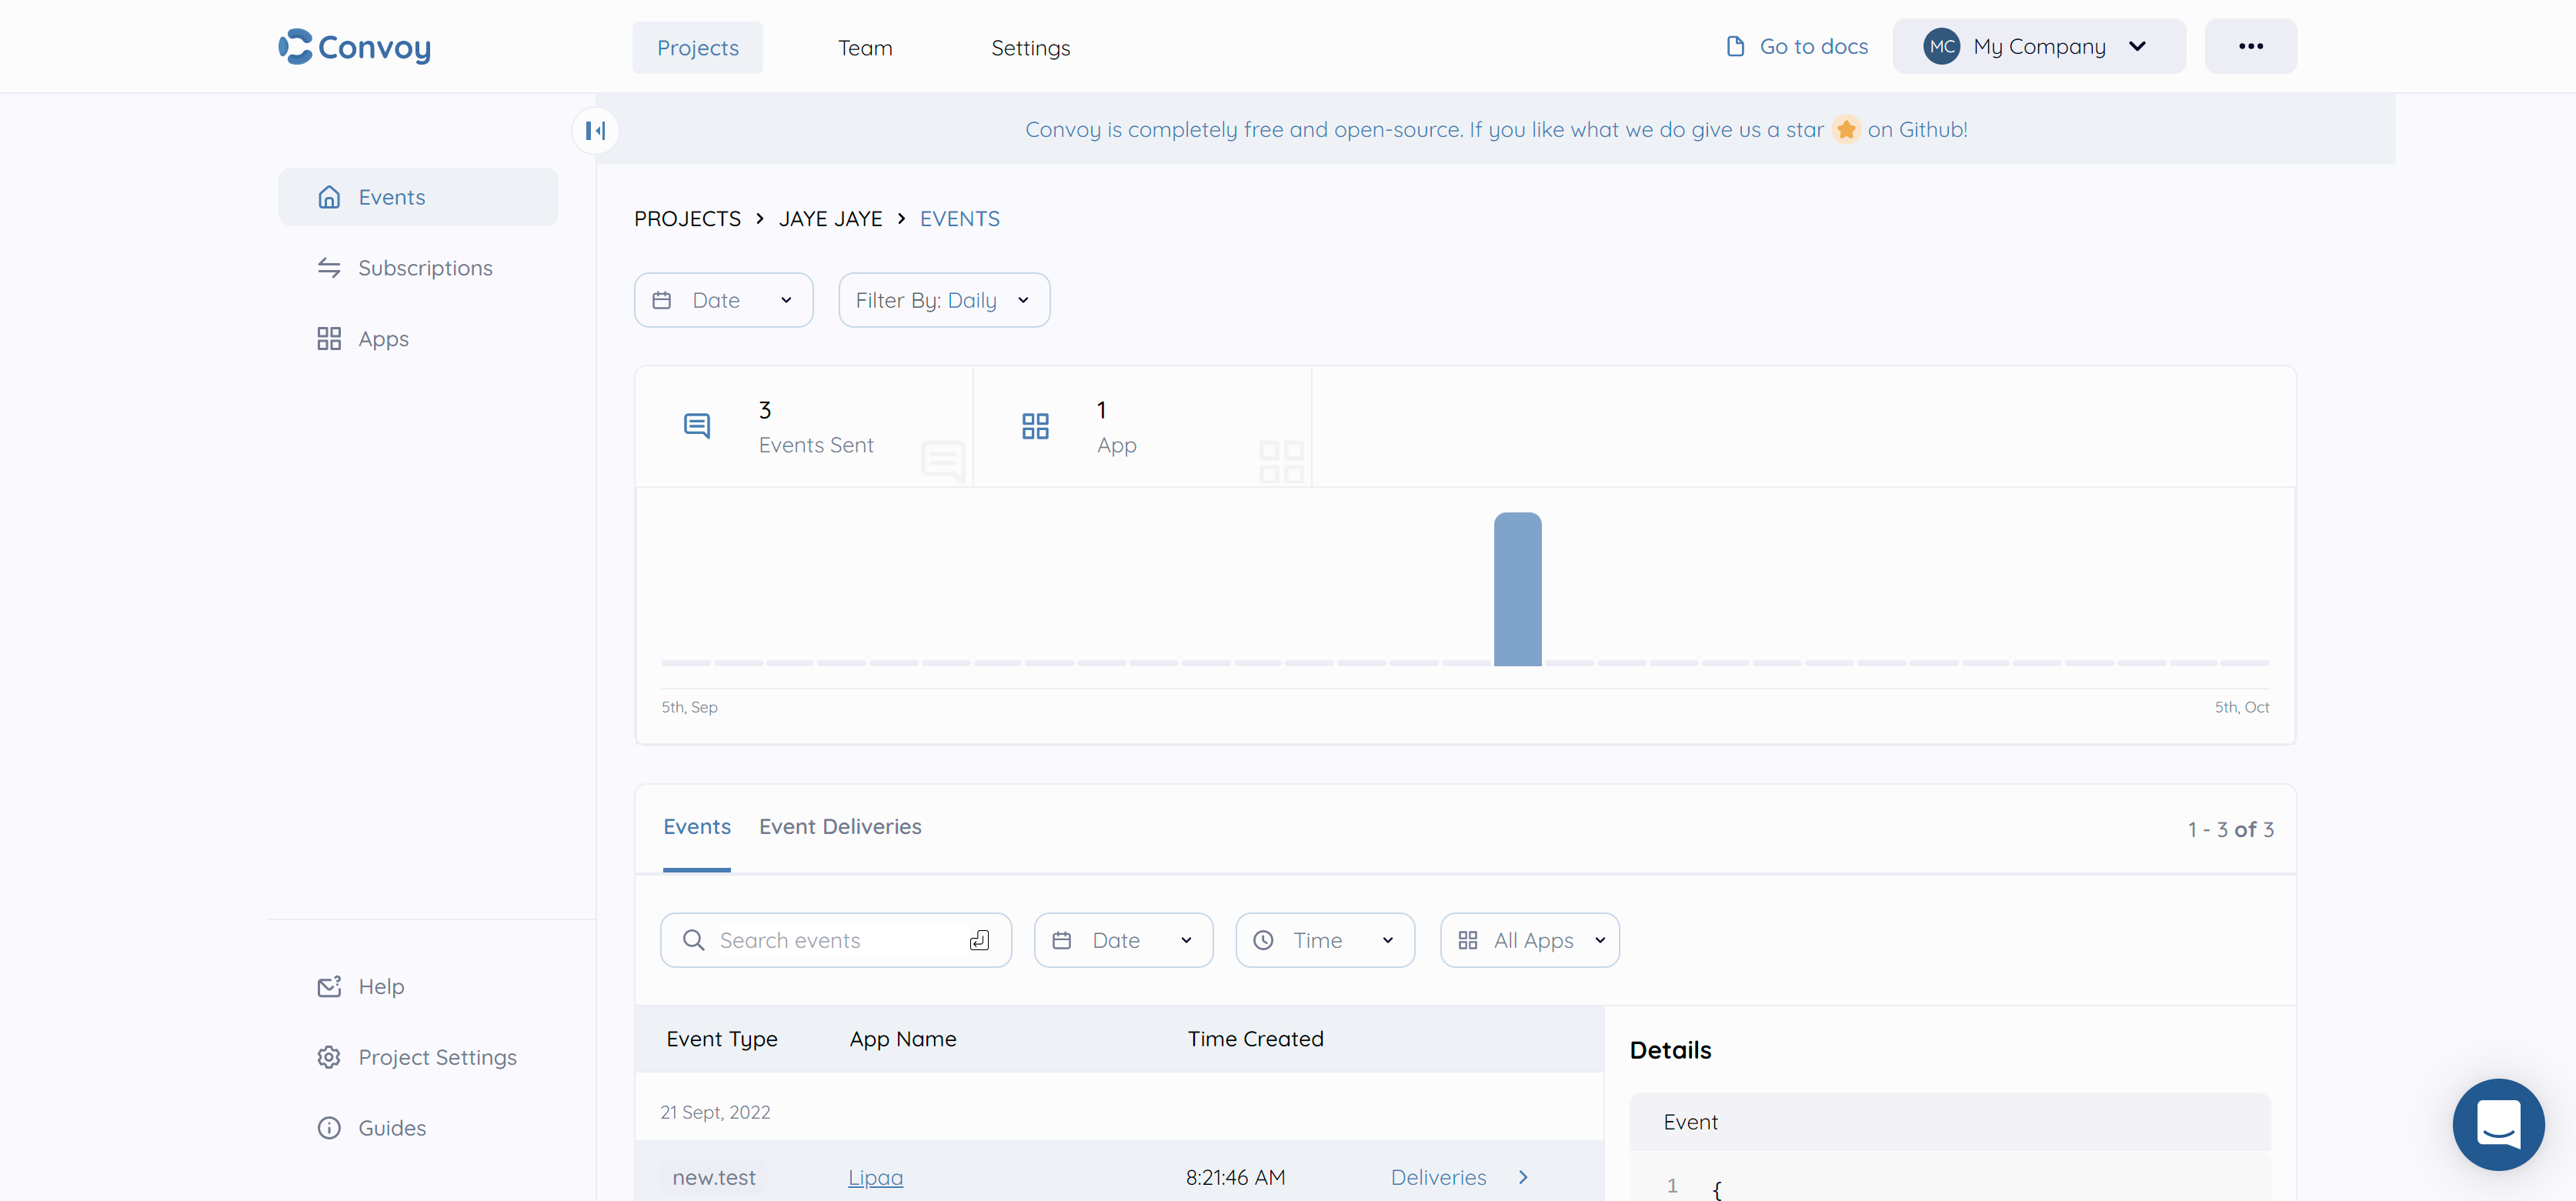 Convoy
Projects
Team
Settings
Go to docs
MC
My Company
Convoy is completely free and open-source. If you like what we do give us a star ⭐ on Github!
Events
Subscriptions
Apps
Help
Project Settings
Guides
PROJECTS > JAYE JAYE > EVENTS
Date
Filter By: Daily
3
Events Sent
1
App
5th, Sep
5th, Oct
Events
Event Deliveries
1 - 3 of 3
Search events
Date
Time
All Apps
Event Type
App Name
Time Created
21 Sept, 2022
new.test
Lipaa
8:21:46 AM
Deliveries
Details
Event
1 {